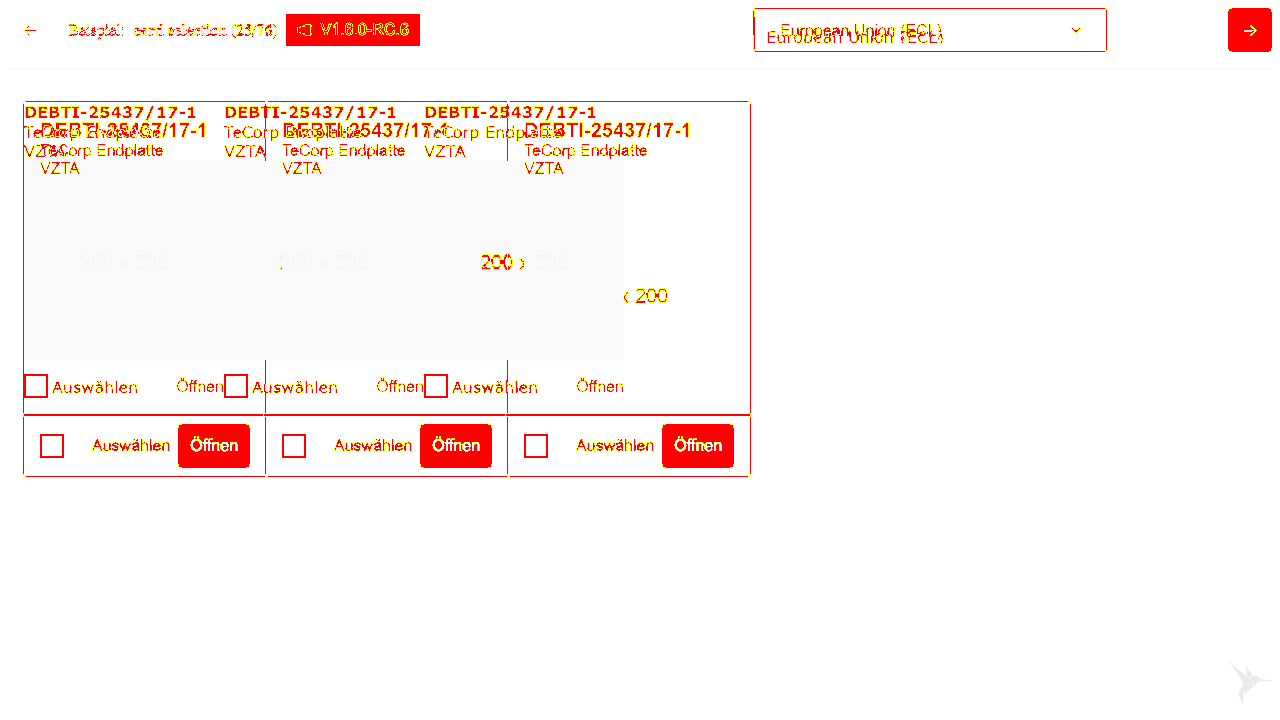 Beispiel: card selection (23/76) V1.6.0-RC.6
European Union (ECL)
European Union (ECL)
DEBTI-25437/17-1 DEBTI-25437/17-1 DEBTI-25437/17-1
DEBTI-25437/17-1 DEBTI-25437/17-1 DEBTI-25437/17-1
TeCorp Endplatte TeCorp Endplatte TeCorp Endplatte
TeCorp Endplatte TeCorp Endplatte TeCorp Endplatte
VZTA VZTA VZTA
VZTA VZTA VZTA
200 x 200 200 x 200 200 x 200
x 200
Auswählen Öffnen Auswählen Öffnen Auswählen Öffnen
Auswählen Öffnen Auswählen Öffnen Auswählen Öffnen